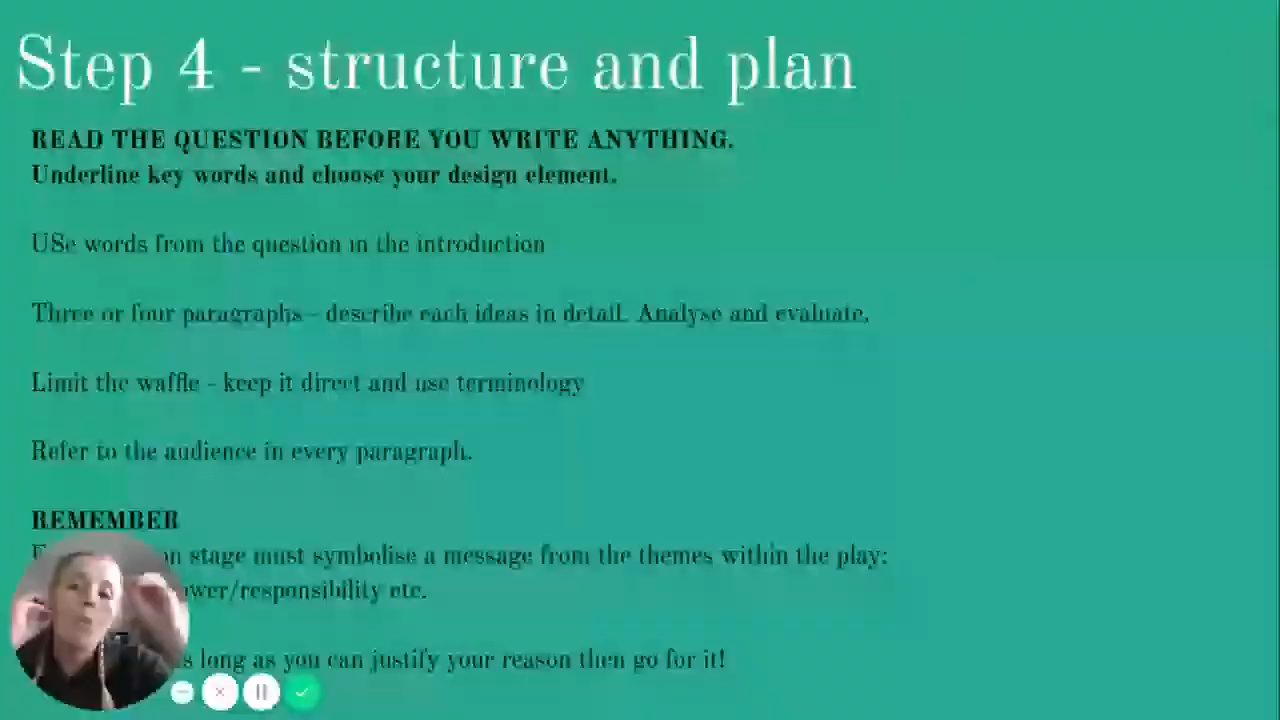 Step 4 - structure and plan
READ THE QUESTION BEFORE YOU WRITE ANYTHING.
Underline key words and choose your design element.
USe words from the question in the introduction
Three or four paragraphs - describe each ideas in detail. Analyse and evaluate.
Limit the waffle - keep it direct and use terminology
Refer to the audience in every paragraph.
REMEMBER
on stage must symbolise a message from the themes within the play:
ower/responsibility etc.
s long as you can justify your reason then go for it!